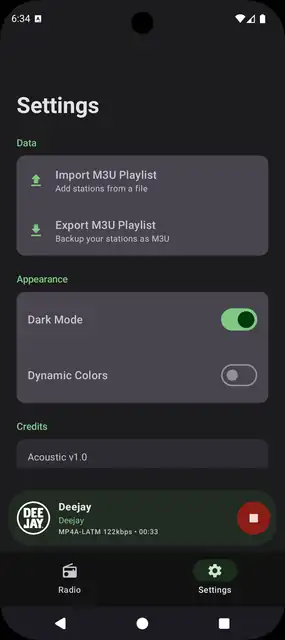 6:34 A
Settings
Data
Import M3U Playlist
Add stations from a file
Export M3U Playlist
Backup your stations as M3U
Appearance
Dark Mode
Dynamic Colors
Credits
Acoustic v1.0
DEE
JAY
Deejay
Deejay
MP4A-LATM 122kbps • 00:33
Radio
Settings